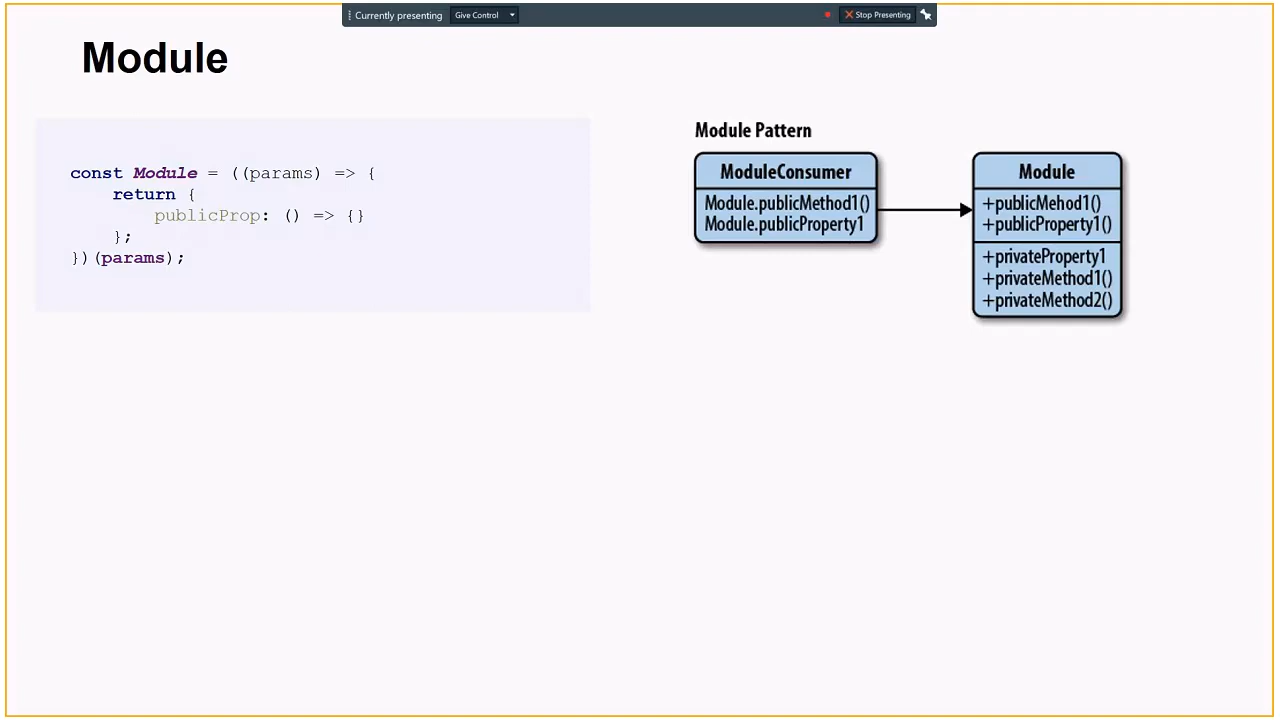 Currently presenting Give Control Stop Presenting
Module
const Module = ((params) => {
return {
publicProp: () => {}
};
})(params);
Module Pattern
ModuleConsumer
Module.publicMethod1()
Module.publicProperty1
Module
+publicMehod1()
+publicProperty1()
+privateProperty1
+privateMethod1()
+privateMethod2()